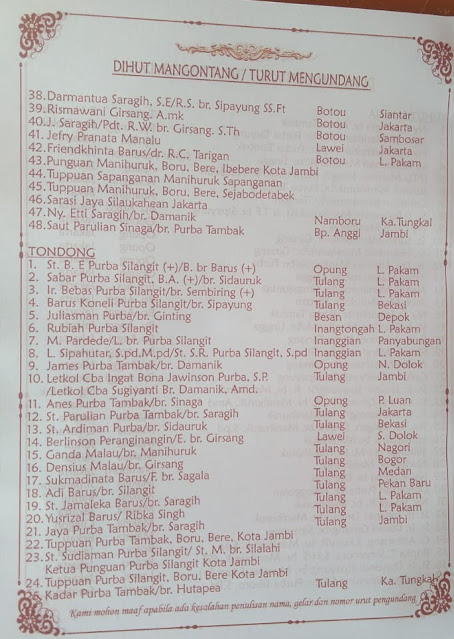 DIHUT MANGONTANG / TURUT MENGUNDANG
38. Darmantua Saragih, S.E/R.S. br. Sipayung SS.Ft Botou Siantar
39. Rismawani Girsang. A.mk Botou Jakarta
40. J. Saragih/Pdt. R.W. br. Girsang. S.Th Botou Sambosar
41. Jefry Pranata Manalu Lawei Jakarta
42. Friendkhinta Barus/dr. R.C. Tarigan Botou L. Pakam
43. Punguan Manihuruk, Boru, Bere, Ibebere Kota Jambi
44. Tuppuan Sapanganan Manihuruk Sapanganan
45. Tuppuan Manihuruk, Boru, Bere, Sejabodetabek
46. Sarasi Jaya Silaukahean Jakarta
47. Ny. Etti Saragih/br. Damanik Namboru Ka.Tungkal
48. Saut Parulian Sinaga/br Purba Tambak Bp. Anggi Jambi
TONDONG
1. St. B. E Purba Silangit (+)/B. br Barus (+) Opung L. Pakam
2. Sabar Purba Silangit, B.A. (+)/br. Sidauruk Tulang L. Pakam
3. Ir. Bebas Purba Silangit/br. Sembiring (+) Tulang L. Pakam
4. Barus Koneli Purba Silangit/br. Sipayung Tulang Bekasi
5. Juliasman Purba/br. Ginting Besan Depok
6. Rubiah Purba Silangit Inangtongah L. Pakam
7. M. Pardede/L. br. Purba Silangit Inanggian Panyabungan
8. L. Sipahutar, S.pd,M.pd/St. S.R. Purba Silangit, S.pd Inanggian L. Pakam
9. James Purba Tambak/br. Damanik Opung N. Dolok
10. Letkol Cba Ingat Bona Jawinson Purba, S.P. Tulang Jambi
/Letkol Cba Sugiyanti Br. Damanik, Amd.
11. Anes Purba Tambak/br. Sinaga Opung P. Luan
12. St. Parulian Purba Tambak/br. Saragih Tulang Jakarta
13. St. Ardiman Purba/br. Sidauruk Tulang Bekasi
14. Berlinson Peranginangin/E. br. Girsang Lawei S. Dolok
15. Ganda Malau/br. Manihuruk Tulang Nagori
16. Densius Malau/br. Girsang Tulang Bogor
17. Sukmadinata Barus/F. br. Sagala Tulang Medan
18. Adi Barus/br. Silangit Tulang Pekan Baru
19. St. Jamaleka Barus/br. Saragih Tulang L. Pakam
20. Yusrizal Barus/ Ribka Singh Tulang L. Pakam
21. Jaya Purba Tambak/br. Saragih Tulang Jambi
22. Tuppuan Purba Tambak, Boru, Bere, Kota Jambi
23. St. Sudiaman Purba Silangit/ St. M. br. Silalahi
Ketua Punguan Purba Silangit Kota Jambi
24. Tuppuan Purba Silangit, Boru, Bere Kota Jambi
25. Kadar Purba Tambak/br. Hutapea Tulang Ka. Tungkal
Kami mohon maaf apabila ada kesalahan penulisan nama, gelar dan nomor urut pengundang